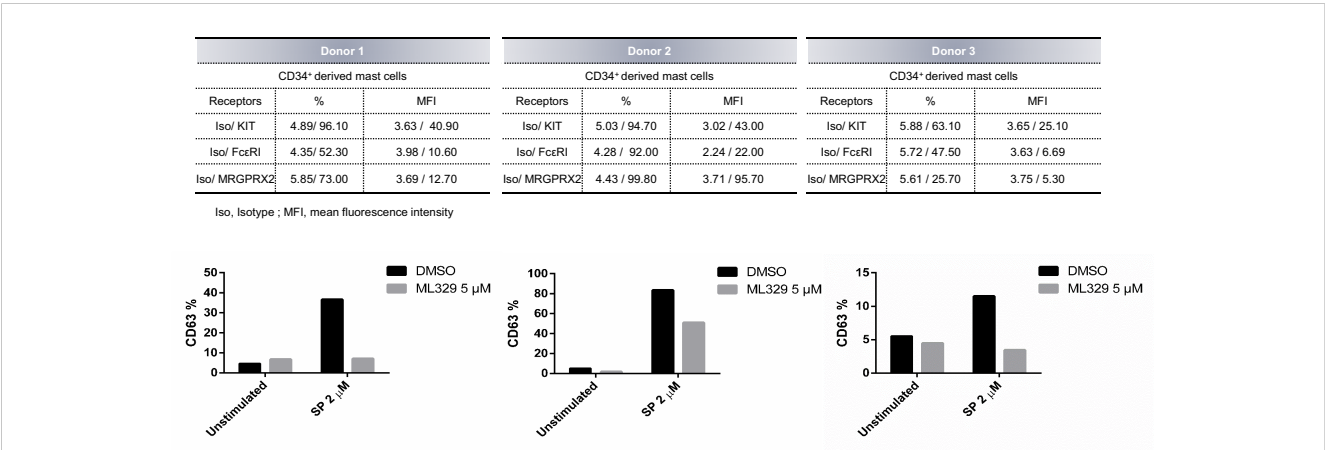 Donor 1
CD34+ derived mast cells
Receptors % MFI
Iso/ KIT 4.89/ 96.10 3.63 / 40.90
Iso/ FcεRI 4.35/ 52.30 3.98 / 10.60
Iso/ MRGPRX2 5.85/ 73.00 3.69 / 12.70
Donor 2
CD34+ derived mast cells
Receptors % MFI
Iso/ KIT 5.03 / 94.70 3.02 / 43.00
Iso/ FcεRI 4.28 / 92.00 2.24 / 22.00
Iso/ MRGPRX2 4.43 / 99.80 3.71 / 95.70
Donor 3
CD34+ derived mast cells
Receptors % MFI
Iso/ KIT 5.88 / 63.10 3.65 / 25.10
Iso/ FcεRI 5.72 / 47.50 3.63 / 6.69
Iso/ MRGPRX2 5.61 / 25.70 3.75 / 5.30
Iso, Isotype ; MFI, mean fluorescence intensity
CD63 %
50
40
30
20
10
0
Unstimulated
SP 2 μM
DMSO
ML329 5 μM
CD63 %
100
80
60
40
20
0
Unstimulated
SP 2 μM
DMSO
ML329 5 μM
CD63 %
15
10
5
0
Unstimulated
SP 2 μM
DMSO
ML329 5 μM